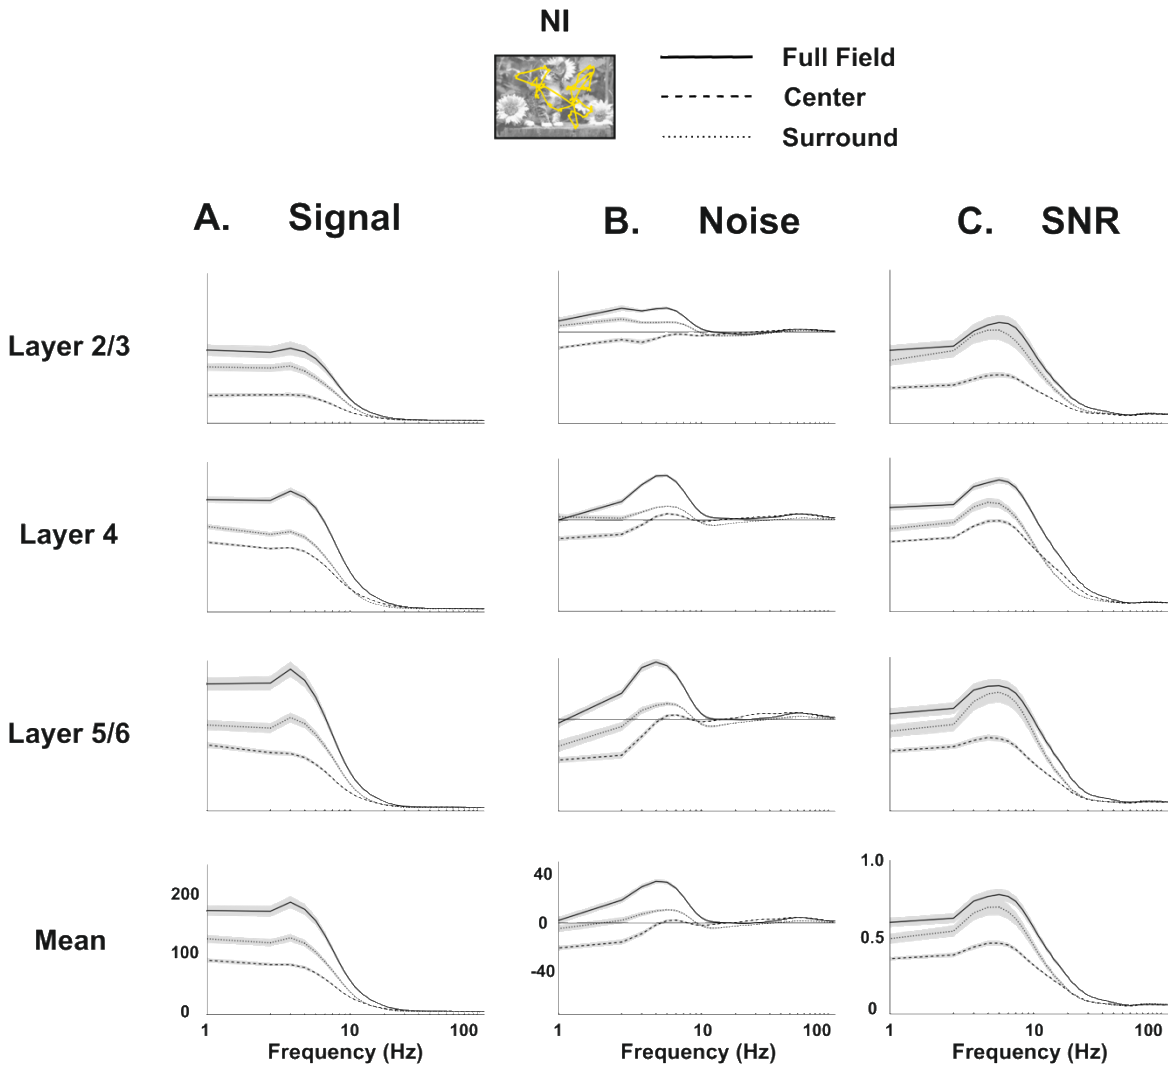 NI
Full Field
Center
Surround
A. Signal
B. Noise
C. SNR
Layer 2/3
Layer 4
Layer 5/6
Mean
200
100
0
1 10 100
Frequency (Hz)
40
0
-40
1 10 100
Frequency (Hz)
1.0
0.5
0
1 10 100
Frequency (Hz)